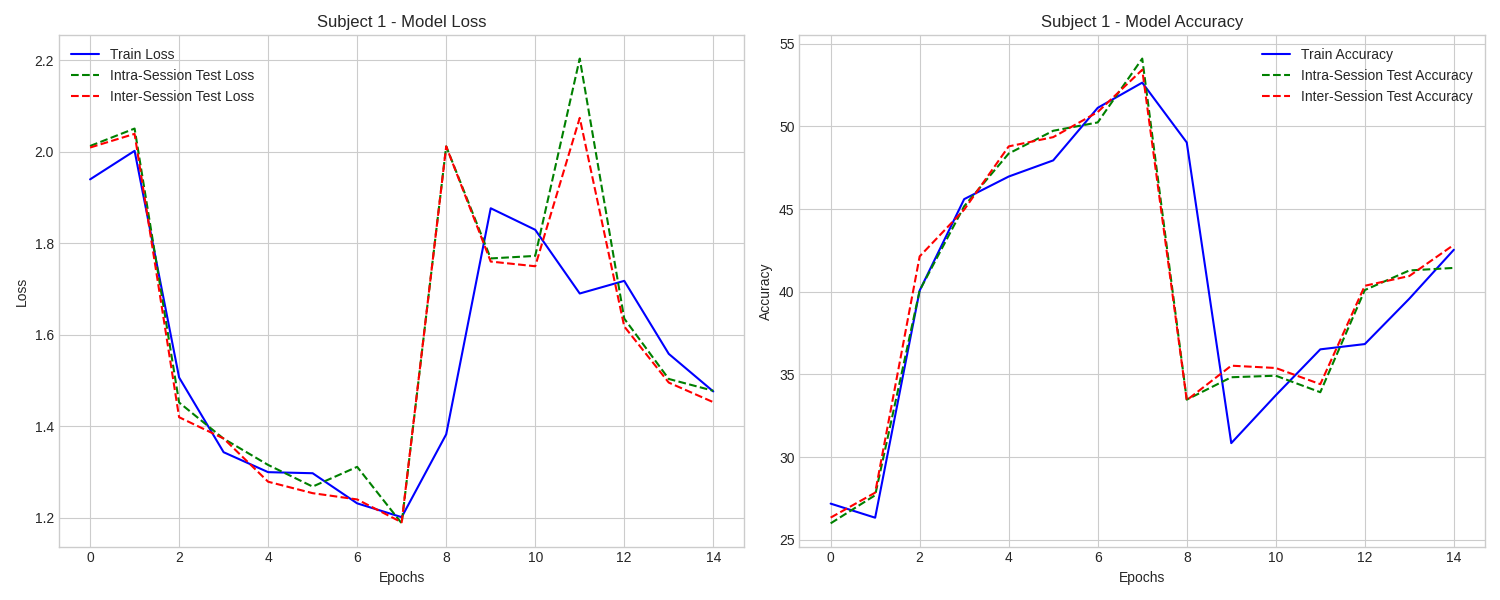 Subject 1 - Model Loss
Train Loss
Intra-Session Test Loss
Inter-Session Test Loss
2.2
2.0
1.8
1.6
1.4
1.2
Loss
0 2 4 6 8 10 12 14
Epochs
Subject 1 - Model Accuracy
Train Accuracy
Intra-Session Test Accuracy
Inter-Session Test Accuracy
55
50
45
40
35
30
25
Accuracy
0 2 4 6 8 10 12 14
Epochs